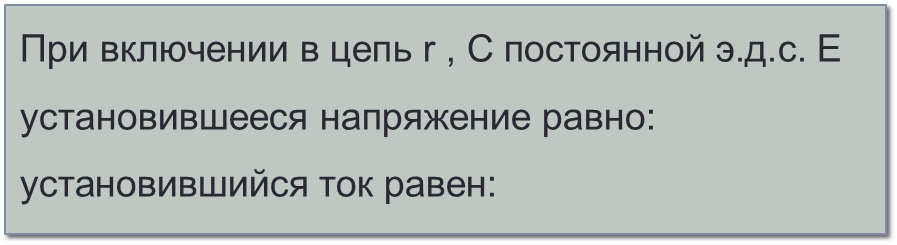 При включении в цепь r , C постоянной э.д.с. E
установившееся напряжение равно:
установившийся ток равен: